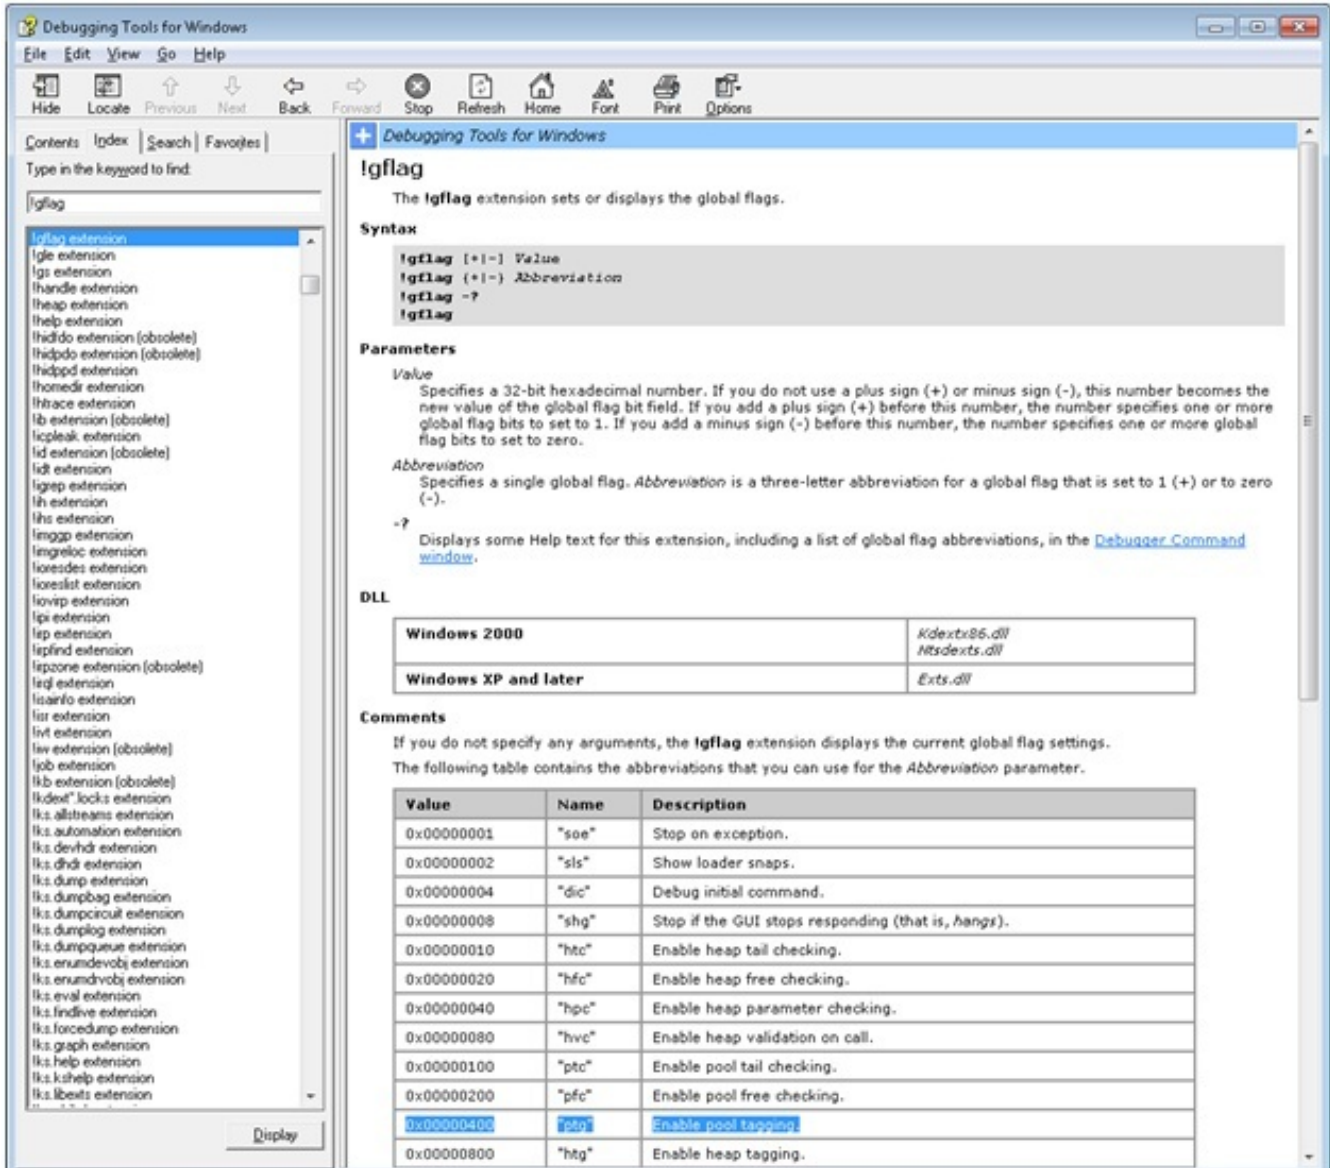 Debugging Tools for Windows
File Edit View Go Help
Hide Locate Previous Next Back Forward Stop Refresh Home Font Print Options
Contents Index Search Favorites
Type in the keyword to find:
!gflag
!gflag extension
!gle extension
!gs extension
!handle extension
!heap extension
!help extension
!hidfdo extension (obsolete)
!hidpdo extension (obsolete)
!hidppd extension
!homedir extension
!htrace extension
!ib extension (obsolete)
!icpleak extension
!id extension (obsolete)
!idt extension
!igrep extension
!ih extension
!ihs extension
!imggp extension
!imgreloc extension
!ioresdes extension
!ioreslist extension
!iovirp extension
!ipi extension
!irp extension
!irpfind extension
!irpzone extension (obsolete)
!irql extension
!isainfo extension
!isr extension
!ivt extension
!iw extension (obsolete)
!job extension
!kb extension (obsolete)
!kdext*.locks extension
!ks.allstreams extension
!ks.automation extension
!ks.devhdr extension
!ks.dhdr extension
!ks.dump extension
!ks.dumpbag extension
!ks.dumpcircuit extension
!ks.dumplog extension
!ks.dumpqueue extension
!ks.enumdevobj extension
!ks.enumdrvobj extension
!ks.eval extension
!ks.findlive extension
!ks.forcedump extension
!ks.graph extension
!ks.help extension
!ks.kshelp extension
!ks.libexts extension
Display
Debugging Tools for Windows
!gflag
The !gflag extension sets or displays the global flags.
Syntax
!gflag [+|-] Value
!gflag {+|-} Abbreviation
!gflag -?
!gflag
Parameters
Value
Specifies a 32-bit hexadecimal number. If you do not use a plus sign (+) or minus sign (-), this number becomes the
new value of the global flag bit field. If you add a plus sign (+) before this number, the number specifies one or more
global flag bits to set to 1. If you add a minus sign (-) before this number, the number specifies one or more global
flag bits to set to zero.
Abbreviation
Specifies a single global flag. Abbreviation is a three-letter abbreviation for a global flag that is set to 1 (+) or to zero
(-).
-?
Displays some Help text for this extension, including a list of global flag abbreviations, in the Debugger Command
window.
DLL
Windows 2000 Kdextx86.dll
Ntsdexts.dll
Windows XP and later Exts.dll
Comments
If you do not specify any arguments, the !gflag extension displays the current global flag settings.
The following table contains the abbreviations that you can use for the Abbreviation parameter.
Value Name Description
0x00000001 "soe" Stop on exception.
0x00000002 "sls" Show loader snaps.
0x00000004 "dic" Debug initial command.
0x00000008 "shg" Stop if the GUI stops responding (that is, hangs).
0x00000010 "htc" Enable heap tail checking.
0x00000020 "hfc" Enable heap free checking.
0x00000040 "hpc" Enable heap parameter checking.
0x00000080 "hvc" Enable heap validation on call.
0x00000100 "ptc" Enable pool tail checking.
0x00000200 "pfc" Enable pool free checking.
0x00000400 "ptg" Enable pool tagging.
0x00000800 "htg" Enable heap tagging.